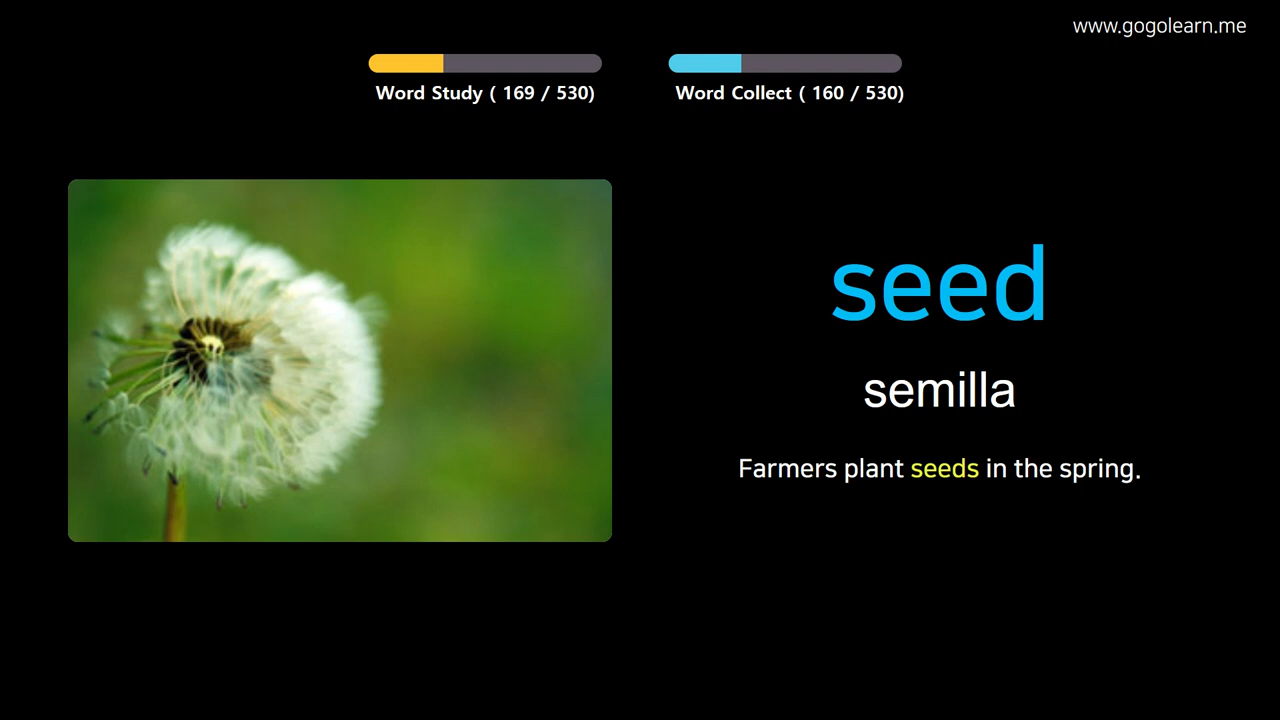 www.gogolearn.me
Word Study ( 169 / 530)
Word Collect ( 160 / 530)
seed
semilla
Farmers plant seeds in the spring.